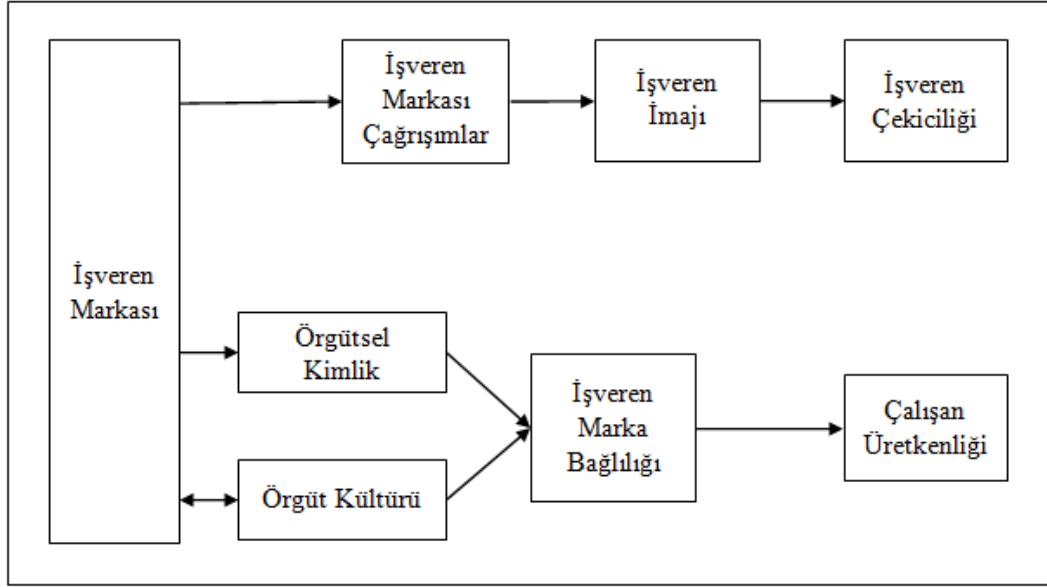 İşveren
Markası
İşveren
Markası
Çağrışımlar
İşveren
İmajı
İşveren
Çekiciliği
Örgütsel
Kimlik
Örgüt Kültürü
İşveren
Marka
Bağlılığı
Çalışan
Üretkenliği